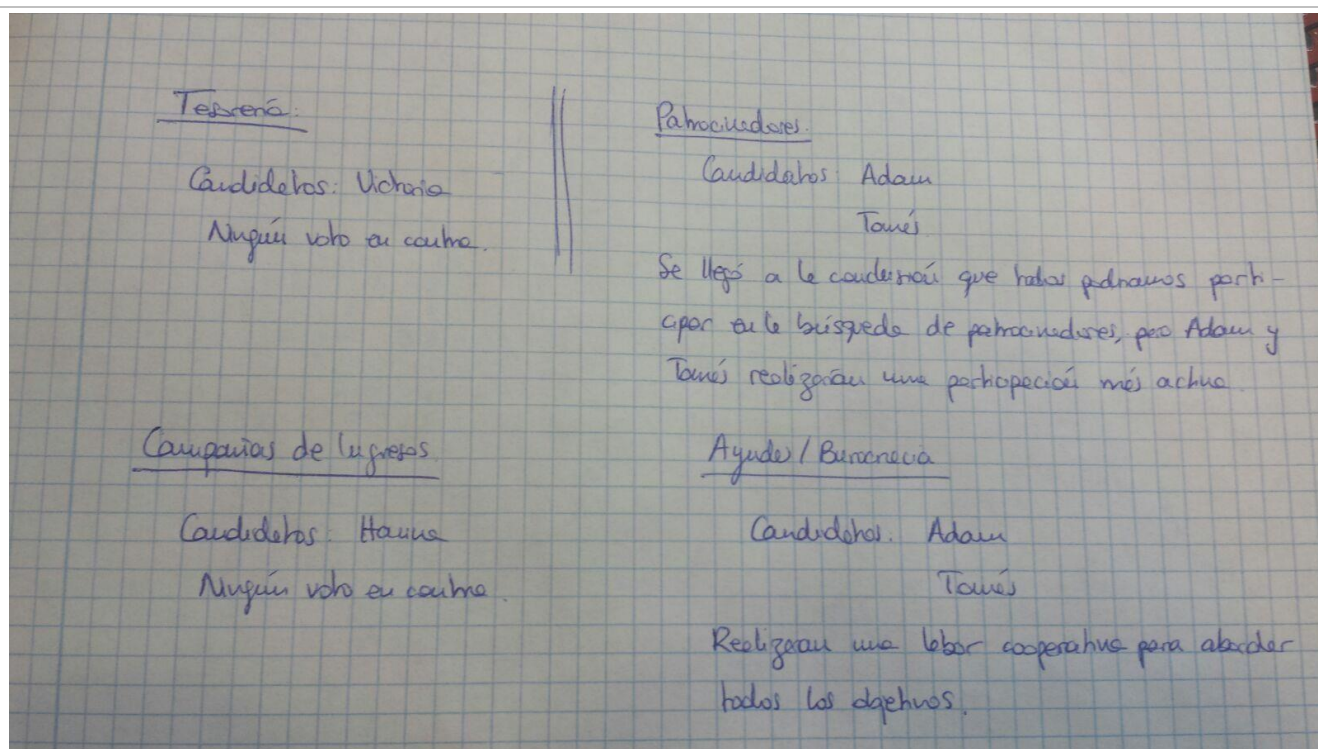 Tesorería:
Candidatos: Victoria
Ningún voto en contra.
Patrocinadores.
Candidatos: Adam
Tomás
Se llegó a la conclusión que todos podríamos parti-
cipar en la búsqueda de patrocinadores, pero Adam y
Tomás realizarían una participación más activa.
Campañas de Ingresos
Candidatos: Hanna
Ningún voto en contra.
Ayudas / Burocracia
Candidatos: Adam
Tomás
Realizarán una labor cooperativa para abordar
todos los objetivos.